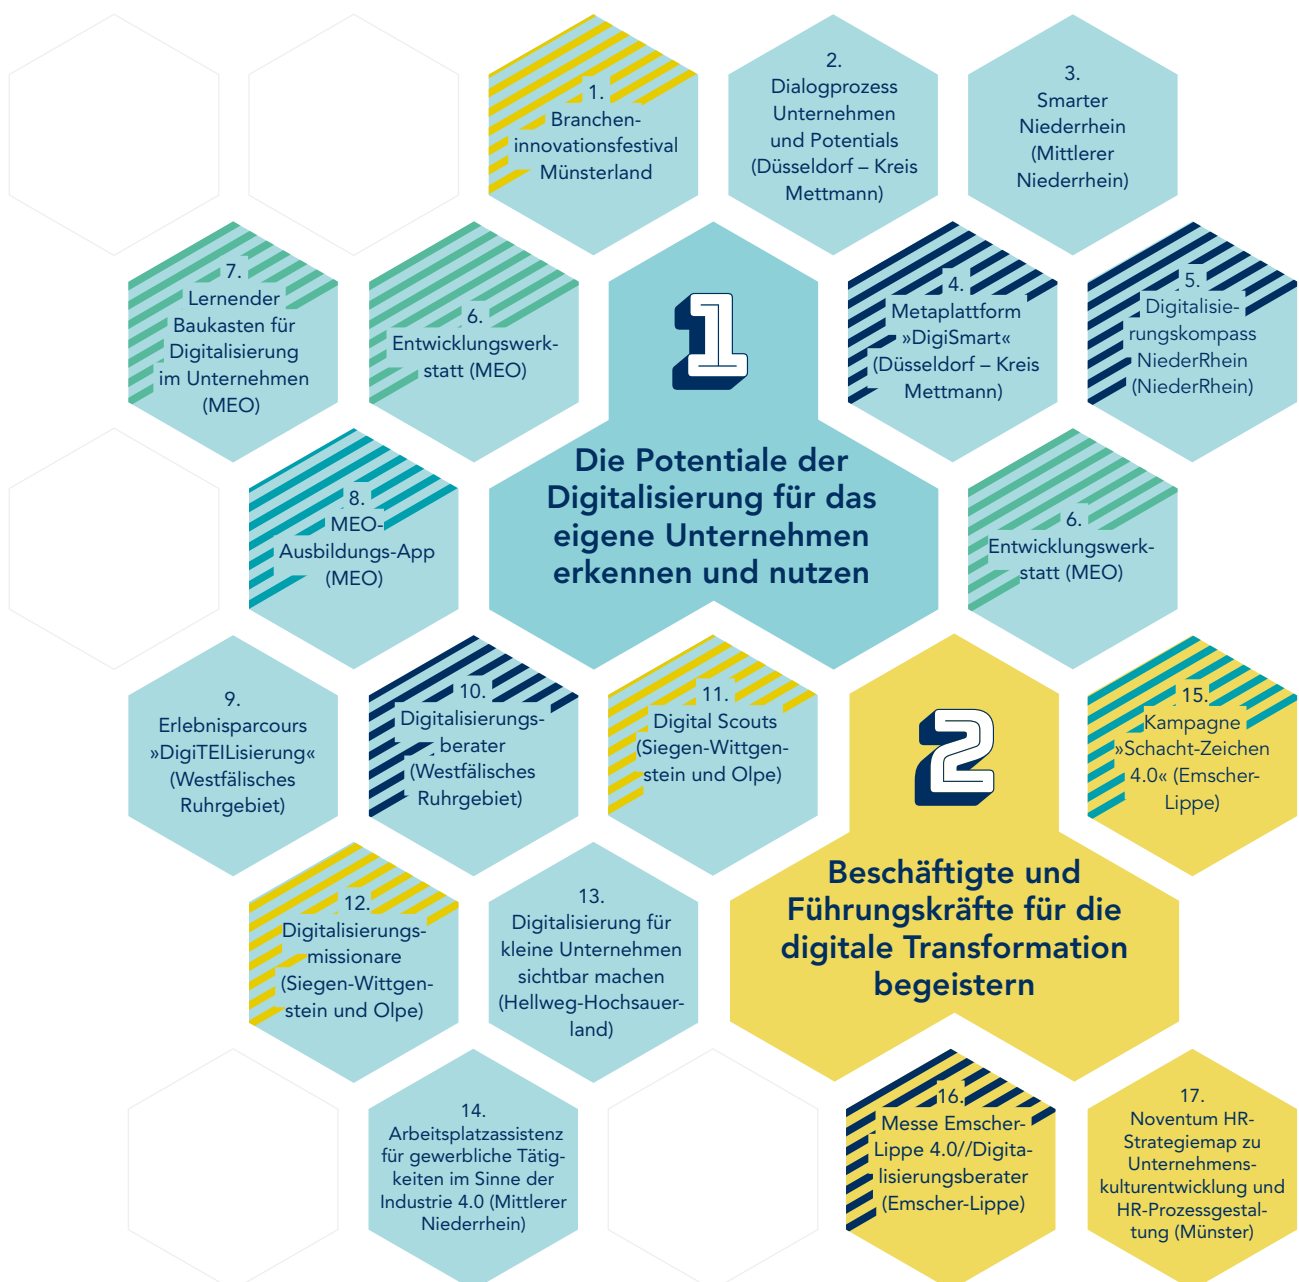 1.
Branchen-
innovationsfestival
Münsterland
2.
Dialogprozess
Unternehmen
und Potentials
(Düsseldorf – Kreis
Mettmann)
3.
Smarter
Niederrhein
(Mittlerer
Niederrhein)
7.
Lernender
Baukasten für
Digitalisierung
im Unternehmen
(MEO)
6.
Entwicklungswerk-
statt (MEO)
1
4.
Metaplattform
»DigiSmart«
(Düsseldorf – Kreis
Mettmann)
5.
Digitalisie-
rungskompass
NiederRhein
(NiederRhein)
Die Potentiale der
Digitalisierung für das
eigene Unternehmen
erkennen und nutzen
8.
MEO-
Ausbildungs-App
(MEO)
6.
Entwicklungswerk-
statt (MEO)
9.
Erlebnisparcours
»DigiTEILisierung«
(Westfälisches
Ruhrgebiet)
10.
Digitalisierungs-
berater
(Westfälisches
Ruhrgebiet)
11.
Digital Scouts
(Siegen-Wittgen-
stein und Olpe)
2
15.
Kampagne
»Schacht-Zeichen
4.0« (Emscher-
Lippe)
Beschäftigte und
Führungskräfte für die
digitale Transformation
begeistern
12.
Digitalisierungs-
missionare
(Siegen-Wittgen-
stein und Olpe)
13.
Digitalisierung für
kleine Unternehmen
sichtbar machen
(Hellweg-Hochsauer-
land)
14.
Arbeitsplatzassistenz
für gewerbliche Tätig-
keiten im Sinne der
Industrie 4.0 (Mittlerer
Niederrhein)
16.
Messe Emscher-
Lippe 4.0//Digita-
lisierungsberater
(Emscher-Lippe)
17.
Noventum HR-
Strategiemap zu
Unternehmens-
kulturentwicklung und
HR-Prozessgestal-
tung (Münster)